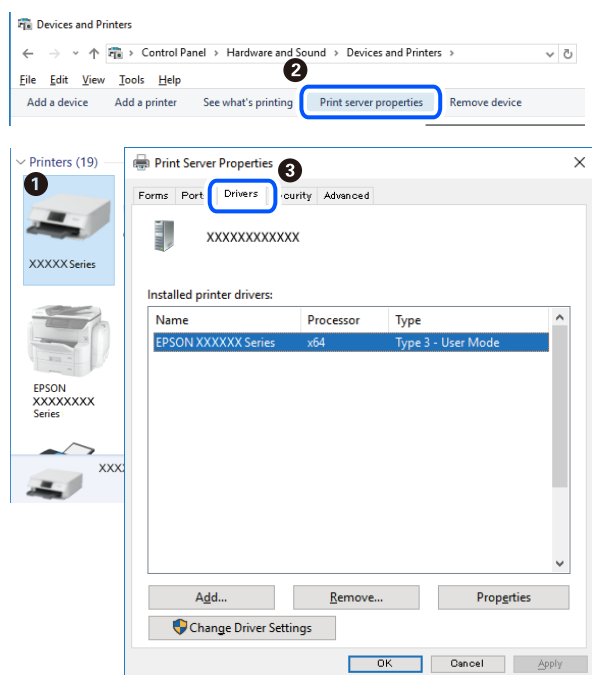 Devices and Printers
Control Panel > Hardware and Sound > Devices and Printers >
2
File Edit View Tools Help
Add a device Add a printer See what's printing Print server properties Remove device
Printers (19)
1
XXXXX Series
EPSON
XXXXXXXX
Series
XXX
Print Server Properties
3
Forms Port Drivers curity Advanced
XXXXXXXXXXXX
Installed printer drivers:
Name Processor Type
EPSON XXXXXX Series x64 Type 3 - User Mode
Add... Remove... Properties
Change Driver Settings
OK Cancel Apply